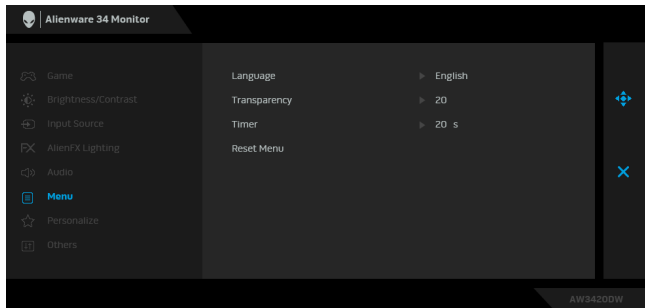 Alienware 34 Monitor
Game
Brightness/Contrast
Input Source
AlienFX Lighting
Audio
Menu
Personalize
Others
Language English
Transparency 20
Timer 20 s
Reset Menu
AW3420DW